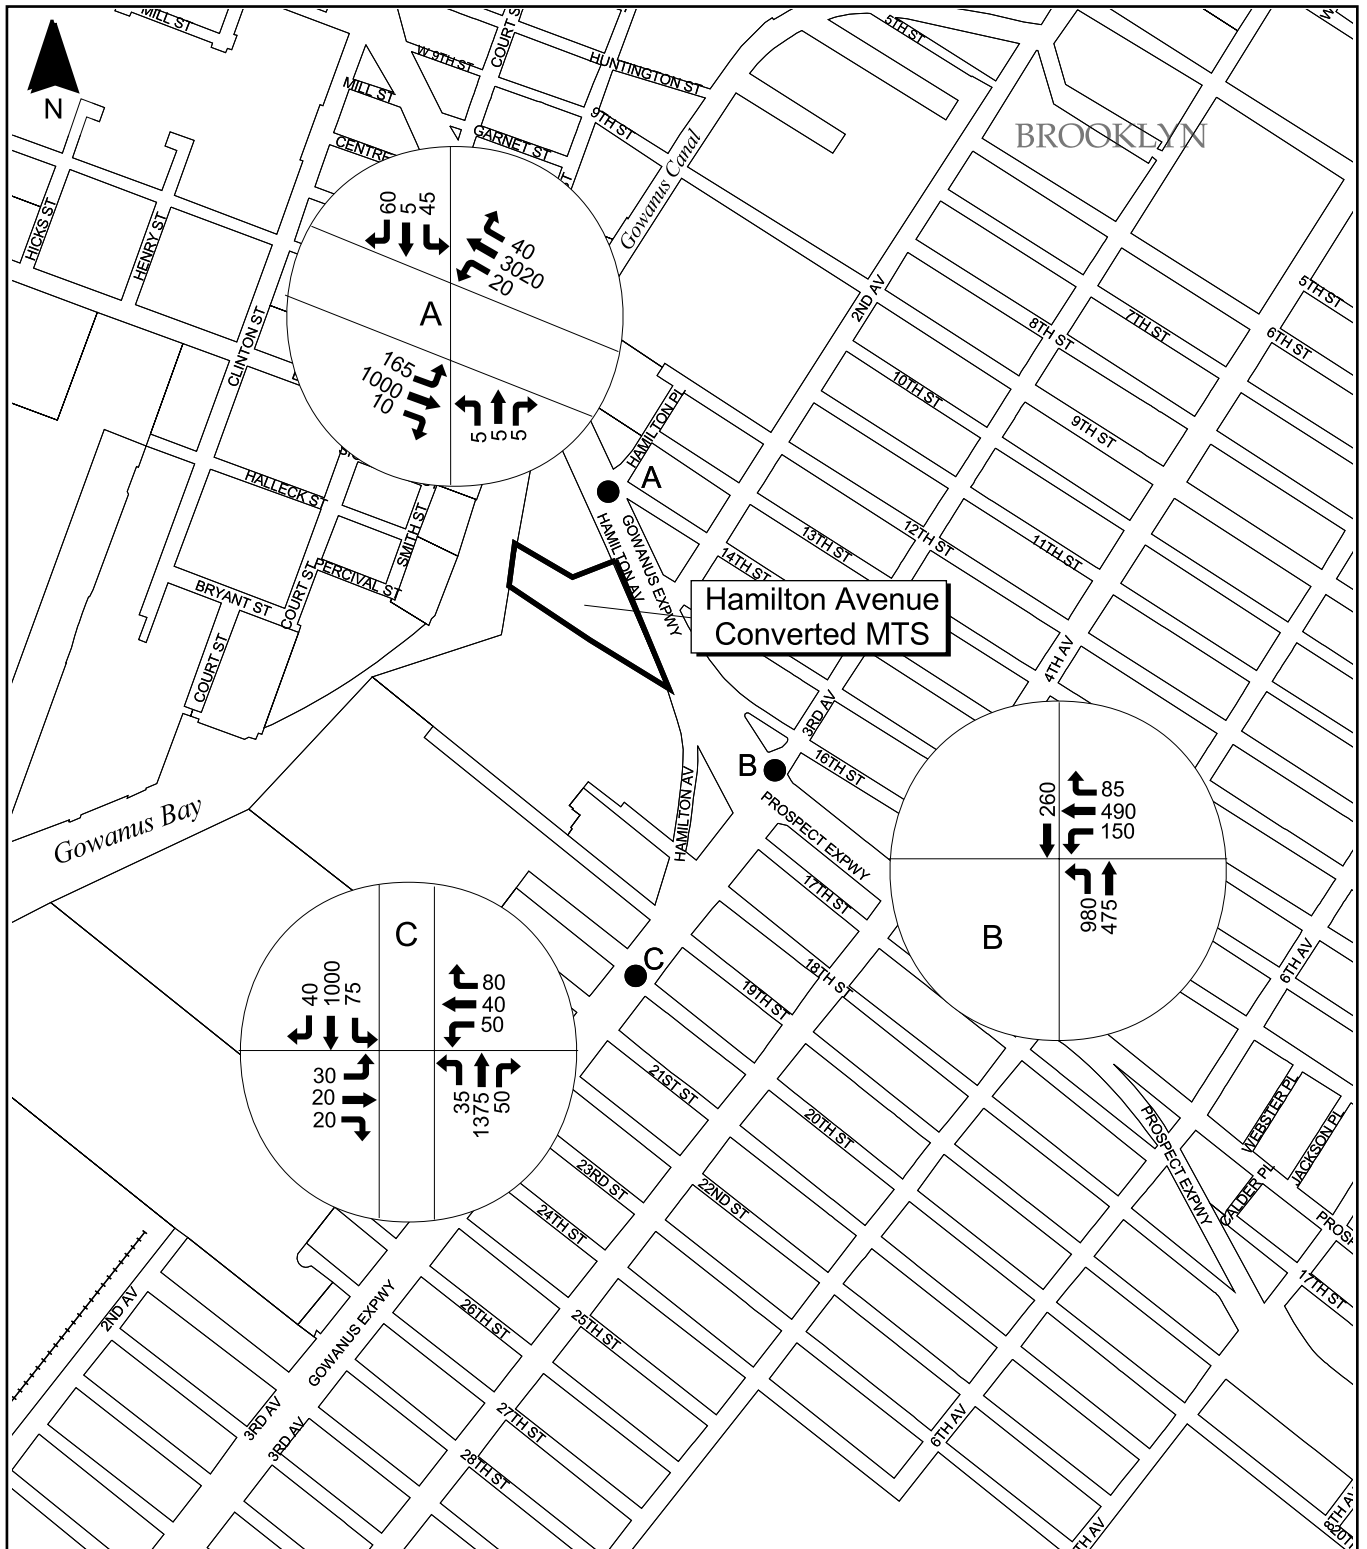 MILL ST
COURT S
5TH ST
W 9TH ST
HUNTINGTON ST
N
MILL ST
9TH ST
GARNET ST
CENTRE
BROOKLYN
Gowanus Canal
HICKS ST
HENRY ST
60
5
45
40
3020
20
A
165
1000
10
5
5
5
CLINTON ST
2ND AV
5TH ST
7TH ST
6TH ST
8TH ST
10TH ST
9TH ST
HAMILTON PL
A
HALLECK ST
SMITH ST
PERCIVAL ST
BRYANT ST
COURT ST
COURT ST
HAMILTON AV
GOWANUS EXPWY
14TH ST
13TH ST
12TH ST
11TH ST
Hamilton Avenue
Converted MTS
4TH AV
3RD AV
B
16TH ST
PROSPECT EXPWY
HAMILTON AV
Gowanus Bay
260
85
490
150
980
475
B
17TH ST
6TH AV
C
18TH ST
19TH ST
C
40
1000
75
80
40
50
30
20
20
35
1375
50
21ST ST
20TH ST
WEBSTER PL
JACKSON PL
CALDER PL
PROSPECT EXPWY
23RD ST
22ND ST
24TH ST
PROSP
17TH ST
2ND AV
GOWANUS EXPWY
26TH ST
25TH ST
3RD AV
3RD AV
27TH ST
28TH ST
6TH AV
TH AV
8TH AV
20T